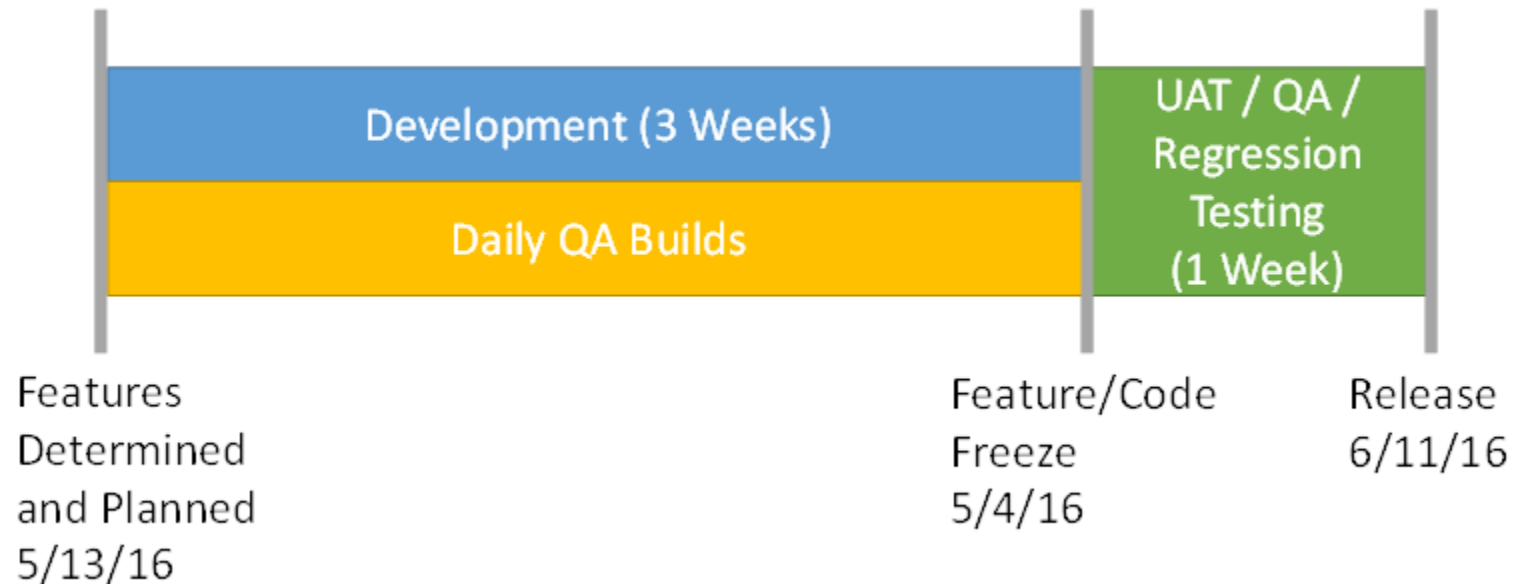 Development (3 Weeks)
Daily QA Builds
UAT / QA /
Regression
Testing
(1 Week)
Features
Determined
and Planned
5/13/16
Feature/Code
Freeze
5/4/16
Release
6/11/16